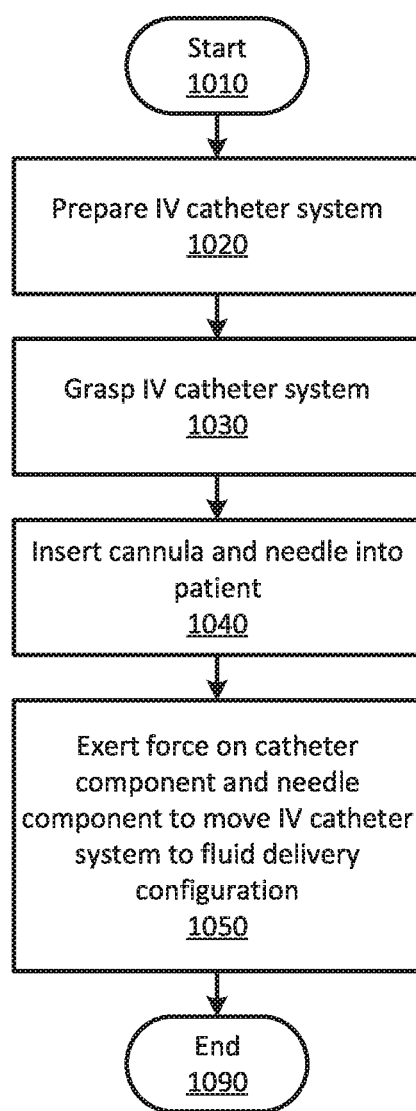 Start
1010
Prepare IV catheter system
1020
Grasp IV catheter system
1030
Insert cannula and needle into
patient
1040
Exert force on catheter
component and needle
component to move IV catheter
system to fluid delivery
configuration
1050
End
1090